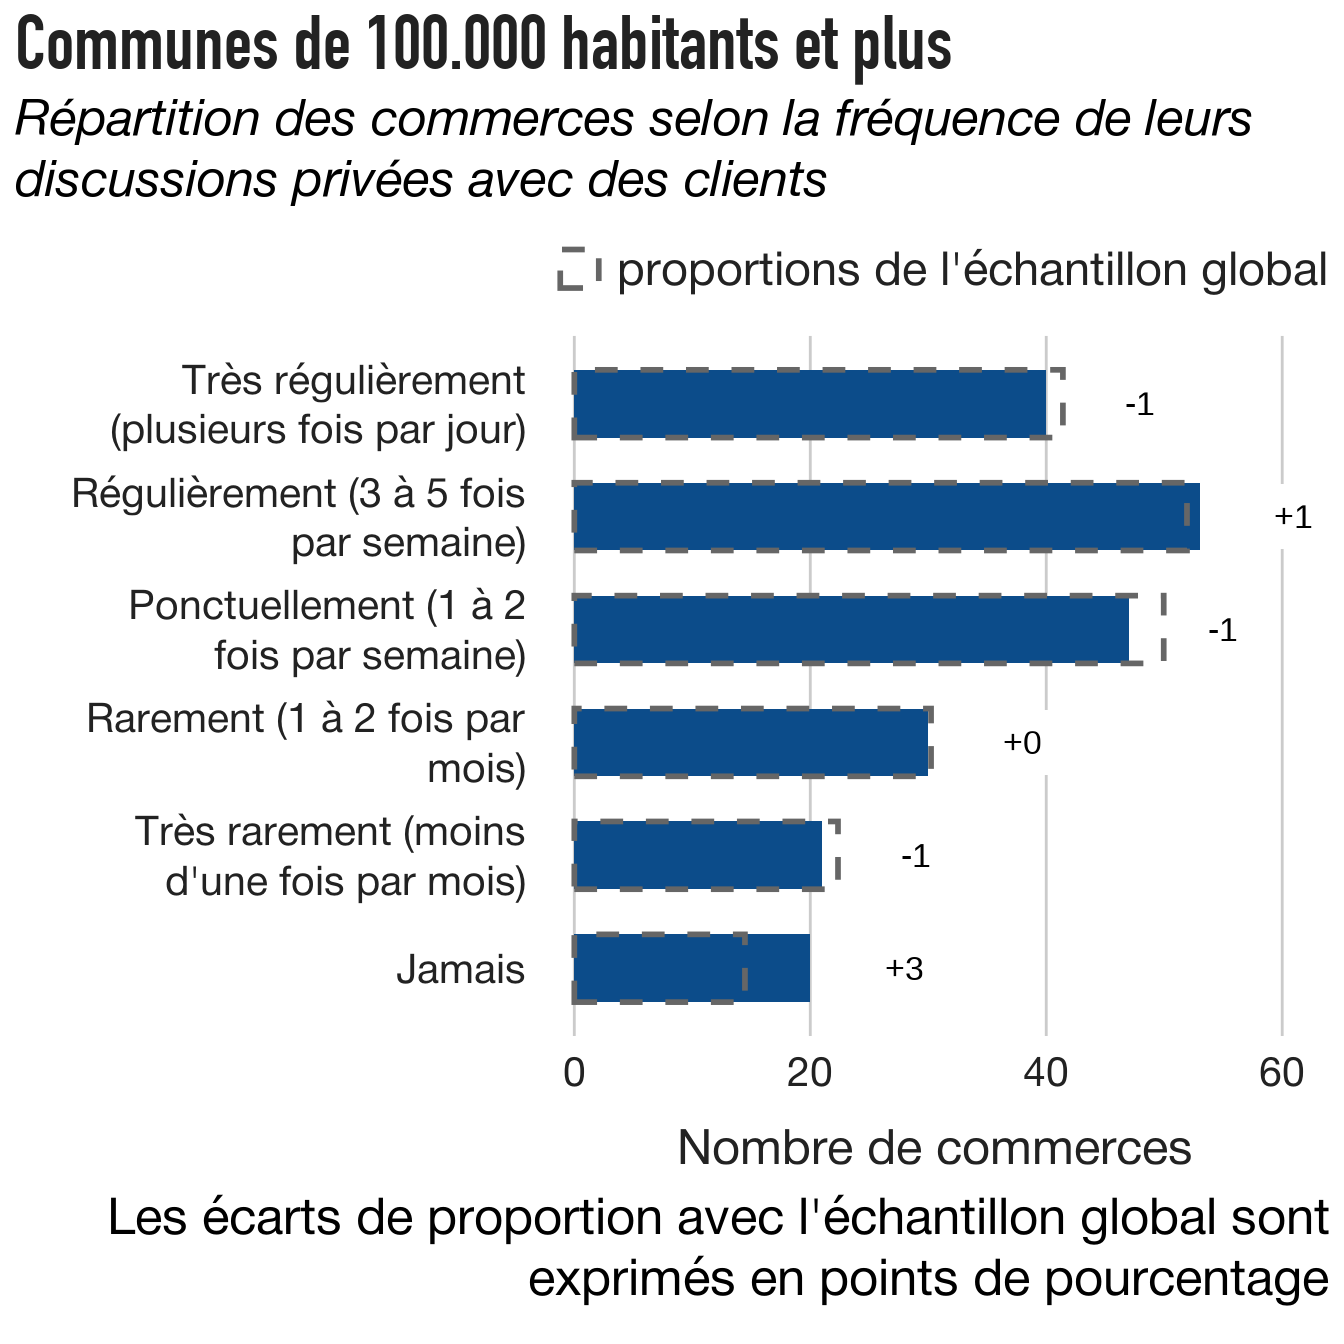 Communes de 100.000 habitants et plus
Répartition des commerces selon la fréquence de leurs
discussions privées avec des clients
proportions de l'échantillon global
Très régulièrement
(plusieurs fois par jour)
-1
Régulièrement (3 à 5 fois
par semaine)
+1
Ponctuellement (1 à 2
fois par semaine)
-1
Rarement (1 à 2 fois par
mois)
+0
Très rarement (moins
d'une fois par mois)
-1
Jamais
+3
0 20 40 60
Nombre de commerces
Les écarts de proportion avec l'échantillon global sont
exprimés en points de pourcentage